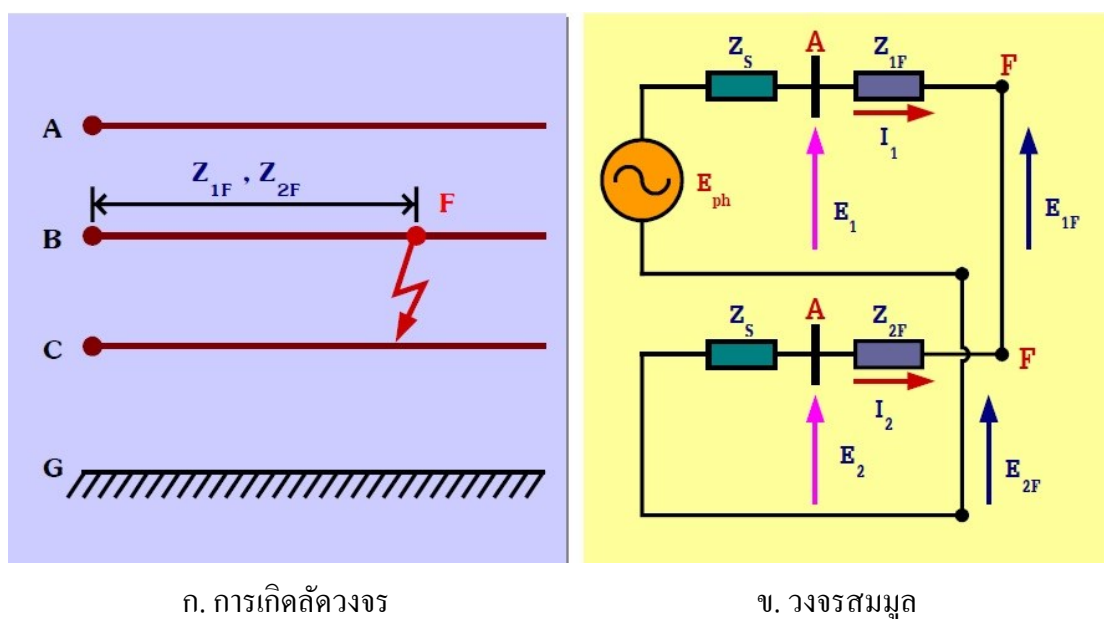 A
Z1F , Z2F
F
B
C
G
ZS
A
Z1F
F
I1
Eph
E1
E1F
ZS
A
Z2F
F
I2
E2
E2F
ก. การเกิดลัดวงจร
ข. วงจรสมมูล